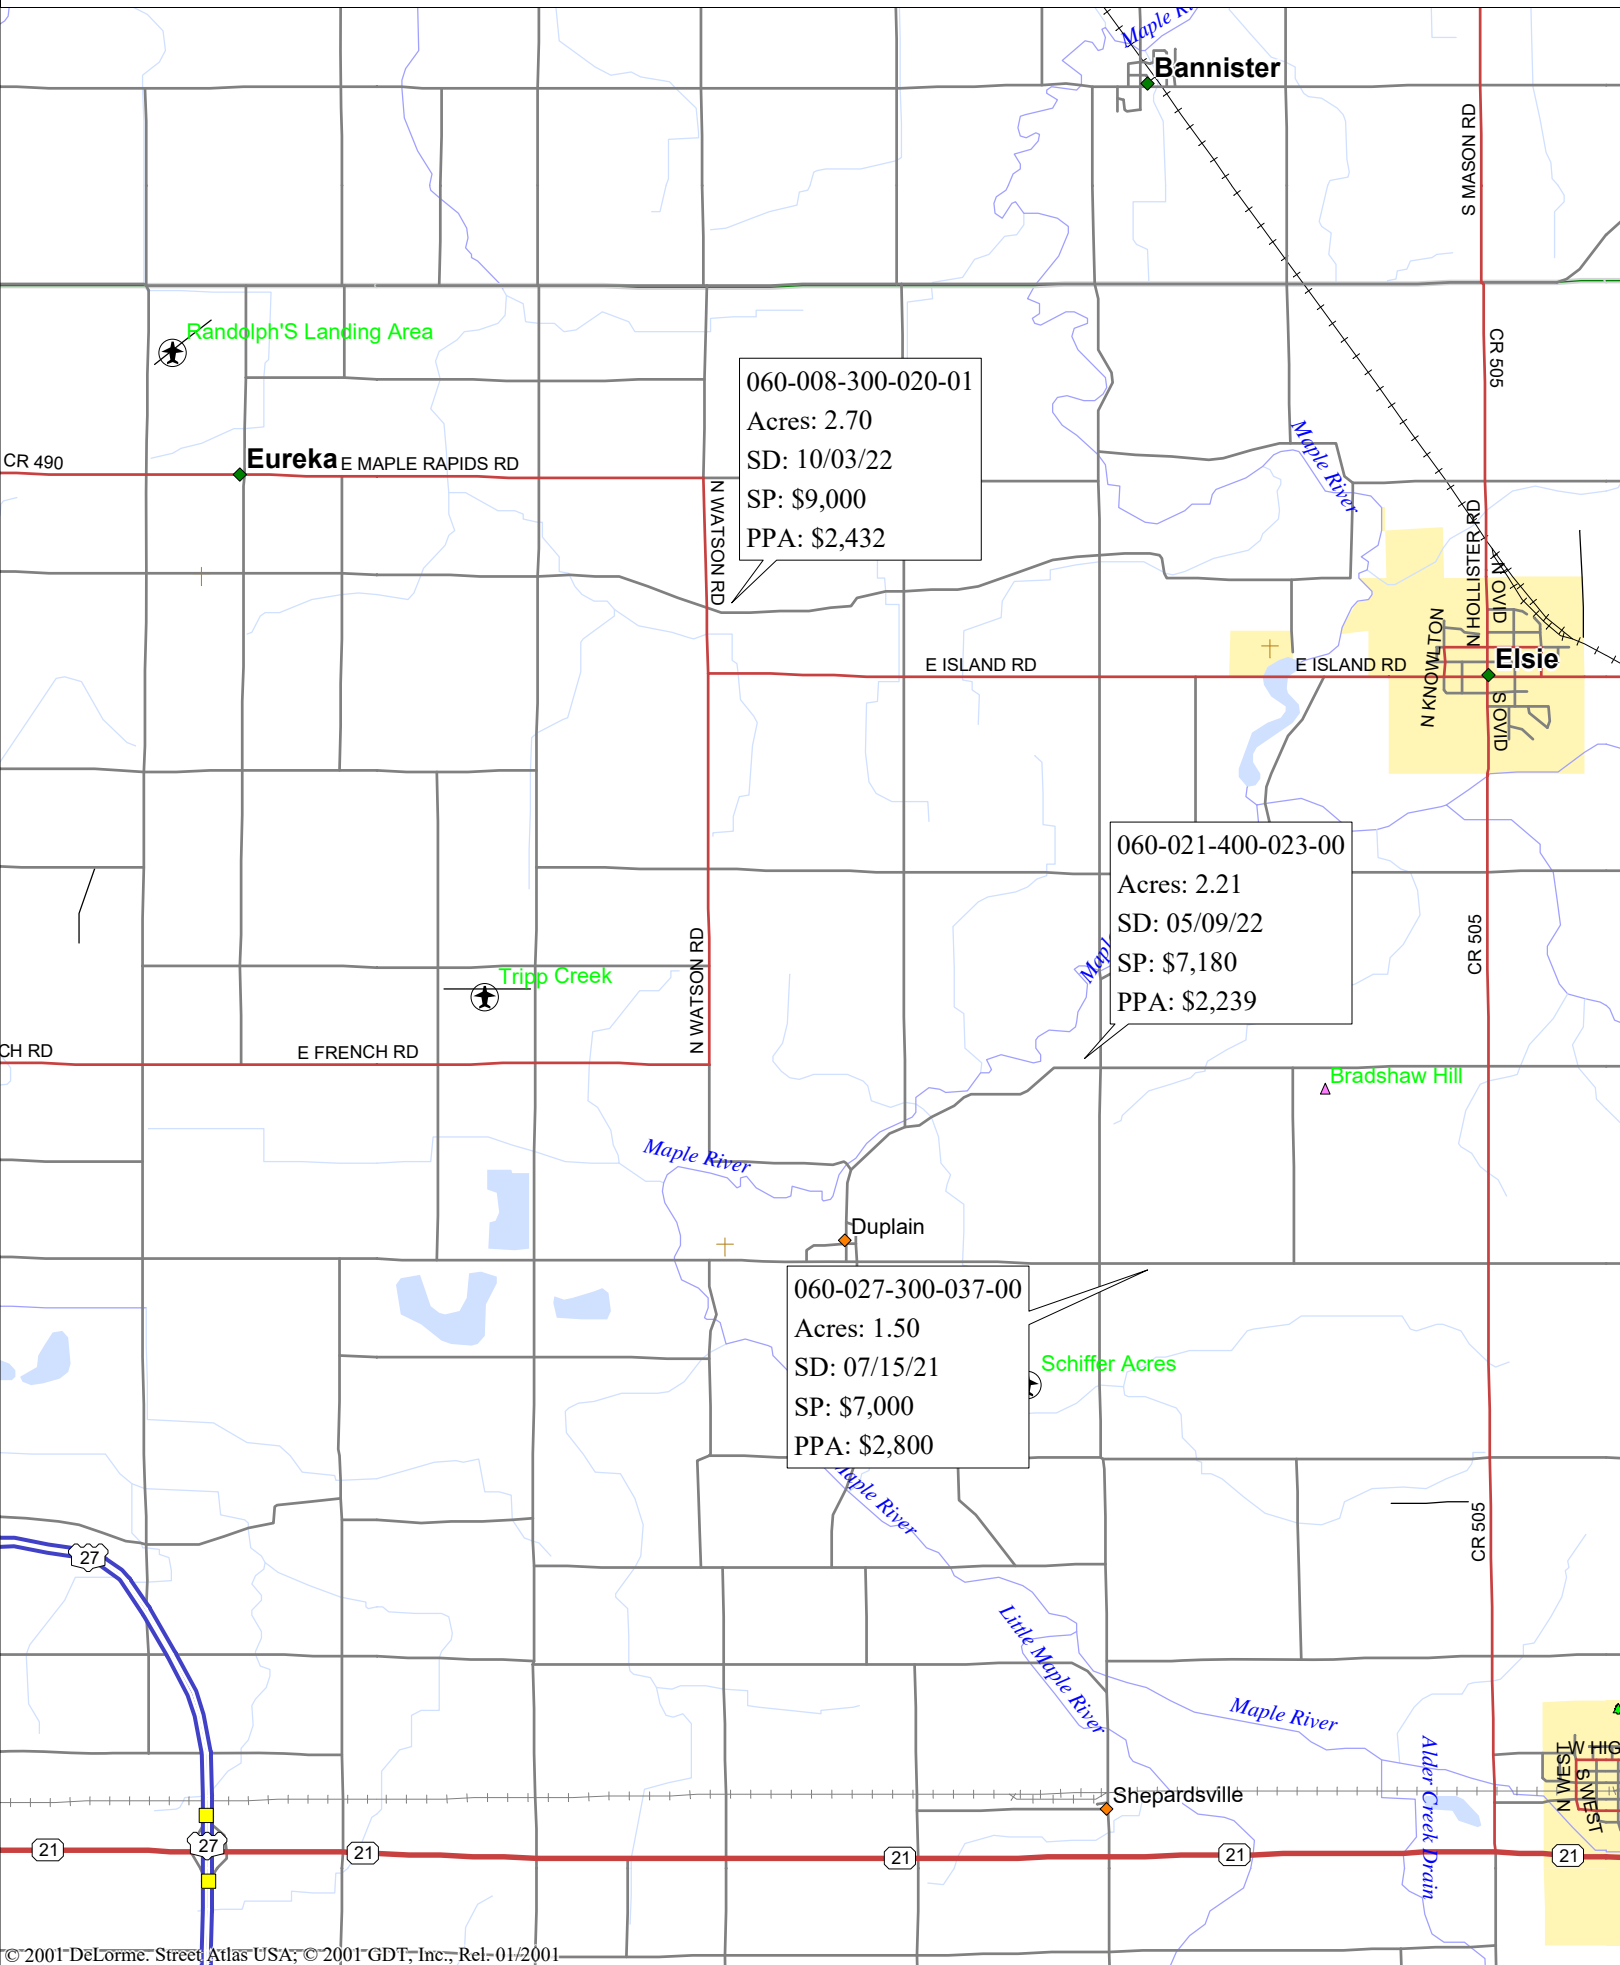 Maple R
Bannister
S MASON RD
Randolph'S Landing Area
CR 505
060-008-300-020-01
Acres: 2.70
SD: 10/03/22
SP: $9,000
PPA: $2,432
CR 490
Eureka
E MAPLE RAPIDS RD
N WATSON RD
Maple River
N HOLLISTER RD
N OVID
N KNOWLTON
E ISLAND RD
E ISLAND RD
Elsie
S OVID
060-021-400-023-00
Acres: 2.21
SD: 05/09/22
SP: $7,180
PPA: $2,239
Mapl
CR 505
N WATSON RD
Tripp Creek
CH RD
E FRENCH RD
Bradshaw Hill
Maple River
Duplain
060-027-300-037-00
Acres: 1.50
SD: 07/15/21
SP: $7,000
PPA: $2,800
Schiffer Acres
Maple River
CR 505
27
Little Maple River
Maple River
Alder Creek Drain
W HIG
N WEST
S WEST
Shepardsville
21
27
21
21
21
21
© 2001 DeLorme. Street Atlas USA; © 2001 GDT, Inc., Rel. 01/2001